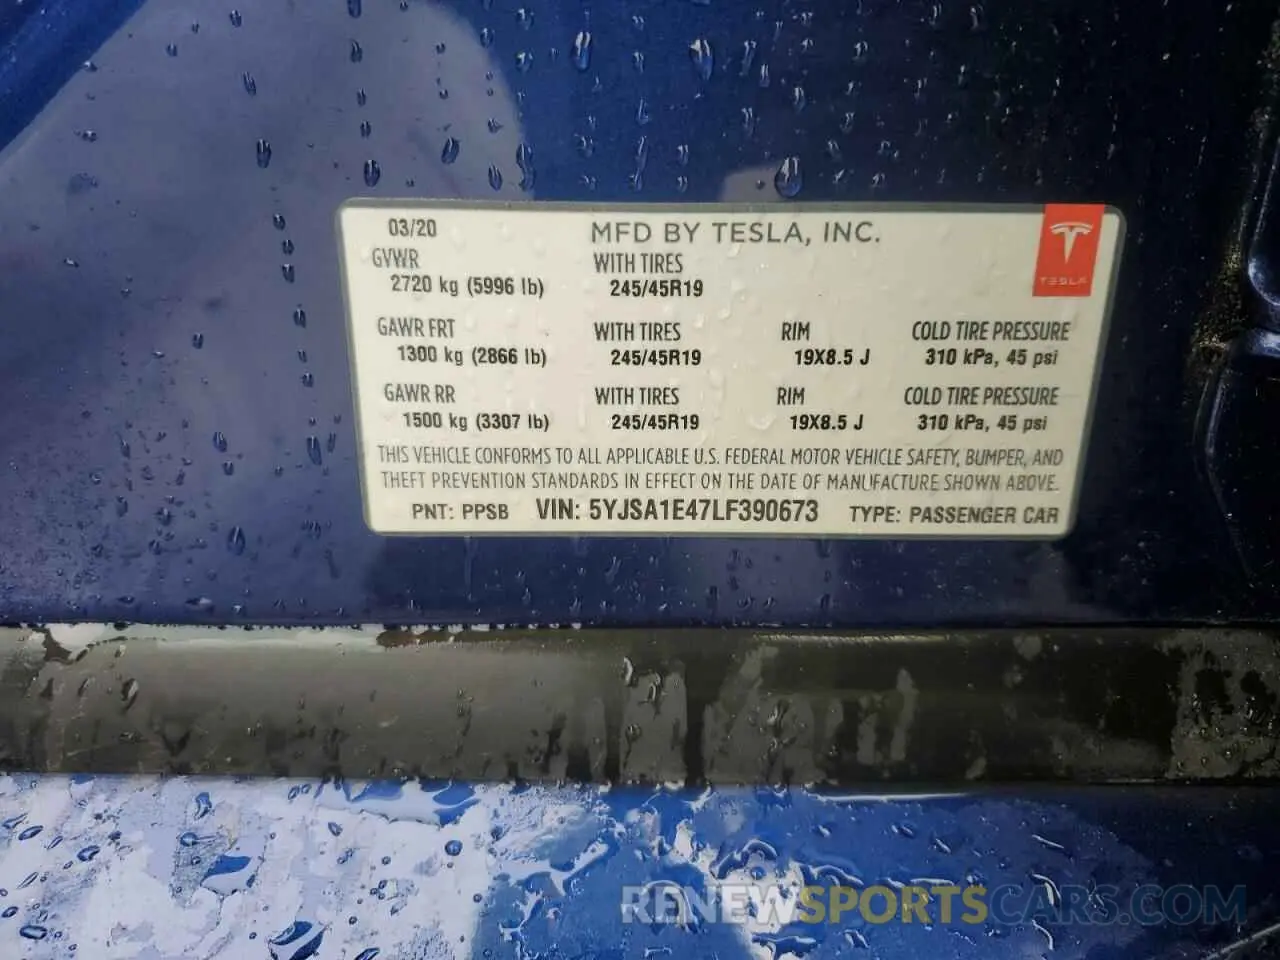 03/20 MFD BY TESLA, INC.
GVWR WITH TIRES
2720 kg (5996 lb) 245/45R19
TESLA
GAWR FRT WITH TIRES RIM COLD TIRE PRESSURE
1300 kg (2866 lb) 245/45R19 19X8.5 J 310 kPa, 45 psi
GAWR RR WITH TIRES RIM COLD TIRE PRESSURE
1500 kg (3307 lb) 245/45R19 19X8.5 J 310 kPa, 45 psi
THIS VEHICLE CONFORMS TO ALL APPLICABLE U.S. FEDERAL MOTOR VEHICLE SAFETY, BUMPER, AND
THEFT PREVENTION STANDARDS IN EFFECT ON THE DATE OF MANUFACTURE SHOWN ABOVE.
PNT: PPSB VIN: 5YJSA1E47LF390673 TYPE: PASSENGER CAR
RENEWSPORTSCARS.COM